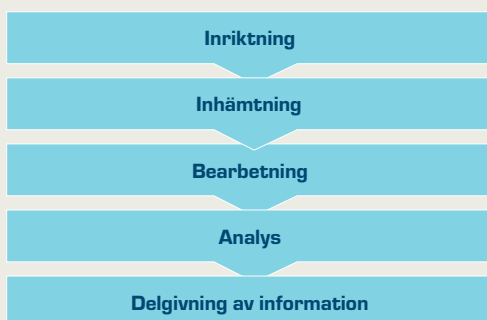 Inriktning
Inhämtning
Bearbetning
Analys
Delgivning av information